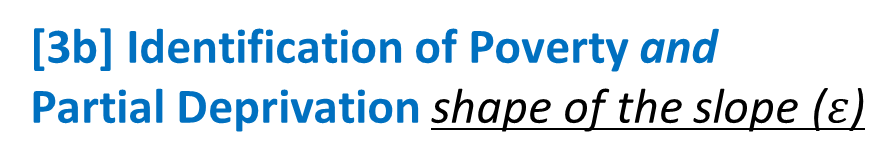 [3b] Identification of Poverty and
Partial Deprivation shape of the slope (ε)